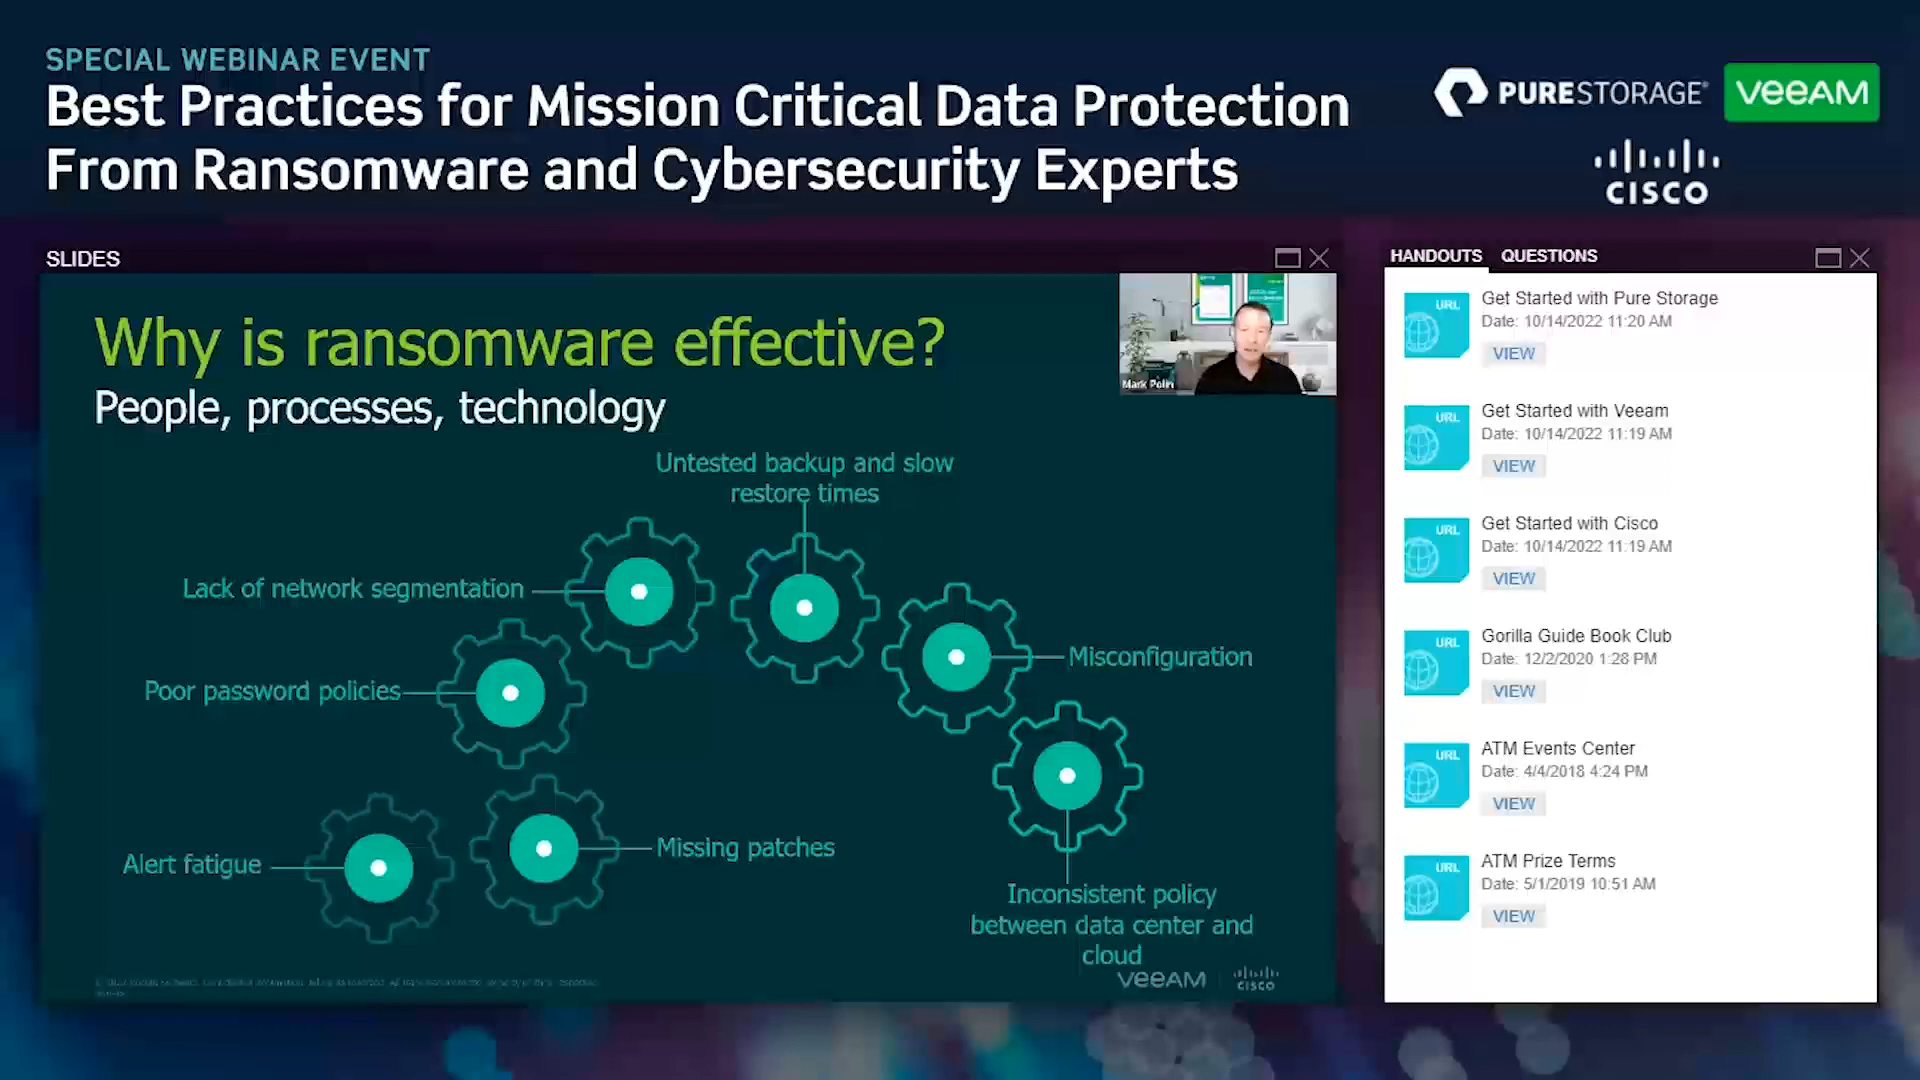 SPECIAL WEBINAR EVENT
Best Practices for Mission Critical Data Protection
From Ransomware and Cybersecurity Experts
PURESTORAGE®
veeAM
CISCO
SLIDES
Why is ransomware effective?
People, processes, technology
Mark Polin
Untested backup and slow
restore times
Lack of network segmentation
Misconfiguration
Poor password policies
Alert fatigue
Missing patches
Inconsistent policy
between data center and
cloud
veeAM
CISCO
HANDOUTS
QUESTIONS
URL
Get Started with Pure Storage
Date: 10/14/2022 11:20 AM
VIEW
URL
Get Started with Veeam
Date: 10/14/2022 11:19 AM
VIEW
URL
Get Started with Cisco
Date: 10/14/2022 11:19 AM
VIEW
URL
Gorilla Guide Book Club
Date: 12/2/2020 1:28 PM
VIEW
URL
ATM Events Center
Date: 4/4/2018 4:24 PM
VIEW
URL
ATM Prize Terms
Date: 5/1/2019 10:51 AM
VIEW